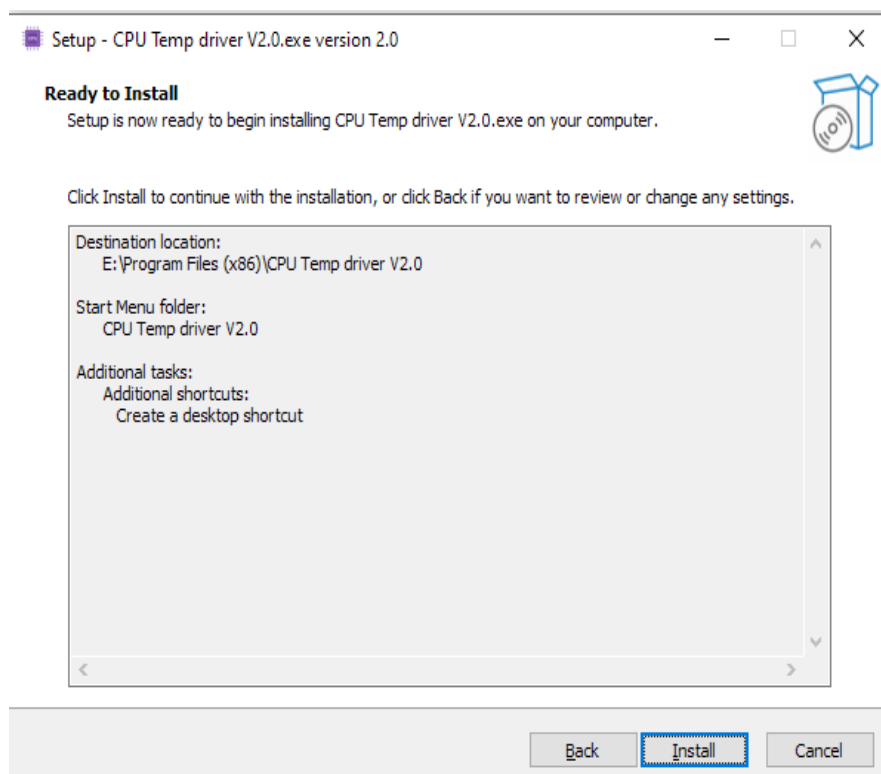 Setup - CPU Temp driver V2.0.exe version 2.0
Ready to Install
Setup is now ready to begin installing CPU Temp driver V2.0.exe on your computer.
Click Install to continue with the installation, or click Back if you want to review or change any settings.
Destination location:
E:\Program Files (x86)\CPU Temp driver V2.0
Start Menu folder:
CPU Temp driver V2.0
Additional tasks:
Additional shortcuts:
Create a desktop shortcut
Back
Install
Cancel